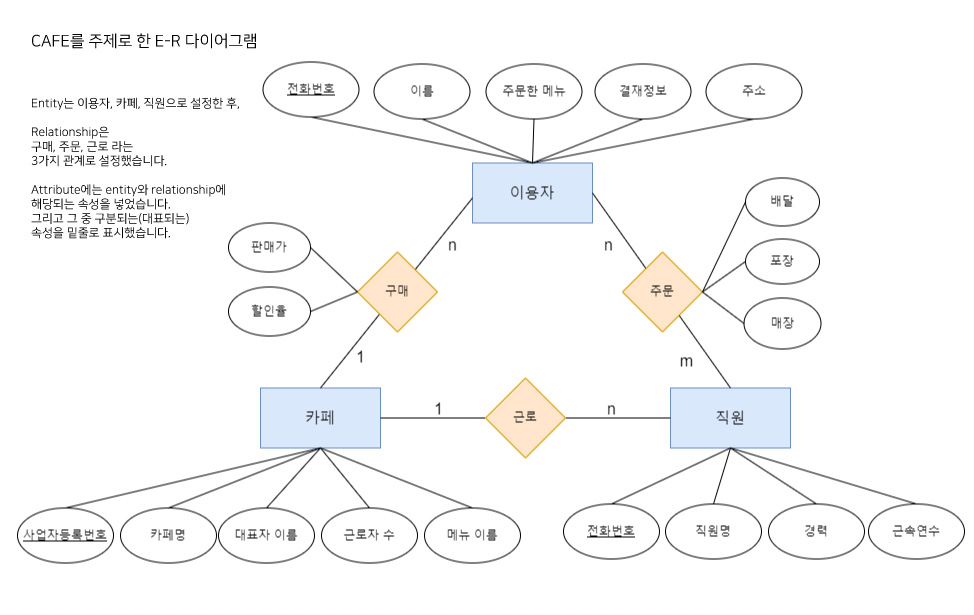 CAFE를 주제로 한 E-R 다이어그램
Entity는 이용자, 카페, 직원으로 설정한 후,
Relationship은
구매, 주문, 근로 라는
3가지 관계로 설정했습니다.
Attribute에는 entity와 relationship에
해당되는 속성을 넣었습니다.
그리고 그 중 구분되는(대표되는)
속성을 밑줄로 표시했습니다.
전화번호
이름
주문한 메뉴
결재정보
주소
이용자
배달
포장
매장
판매가
할인율
n
n
구매
주문
1
m
카페
1
근로
n
직원
사업자등록번호
카페명
대표자 이름
근로자 수
메뉴 이름
전화번호
직원명
경력
근속연수